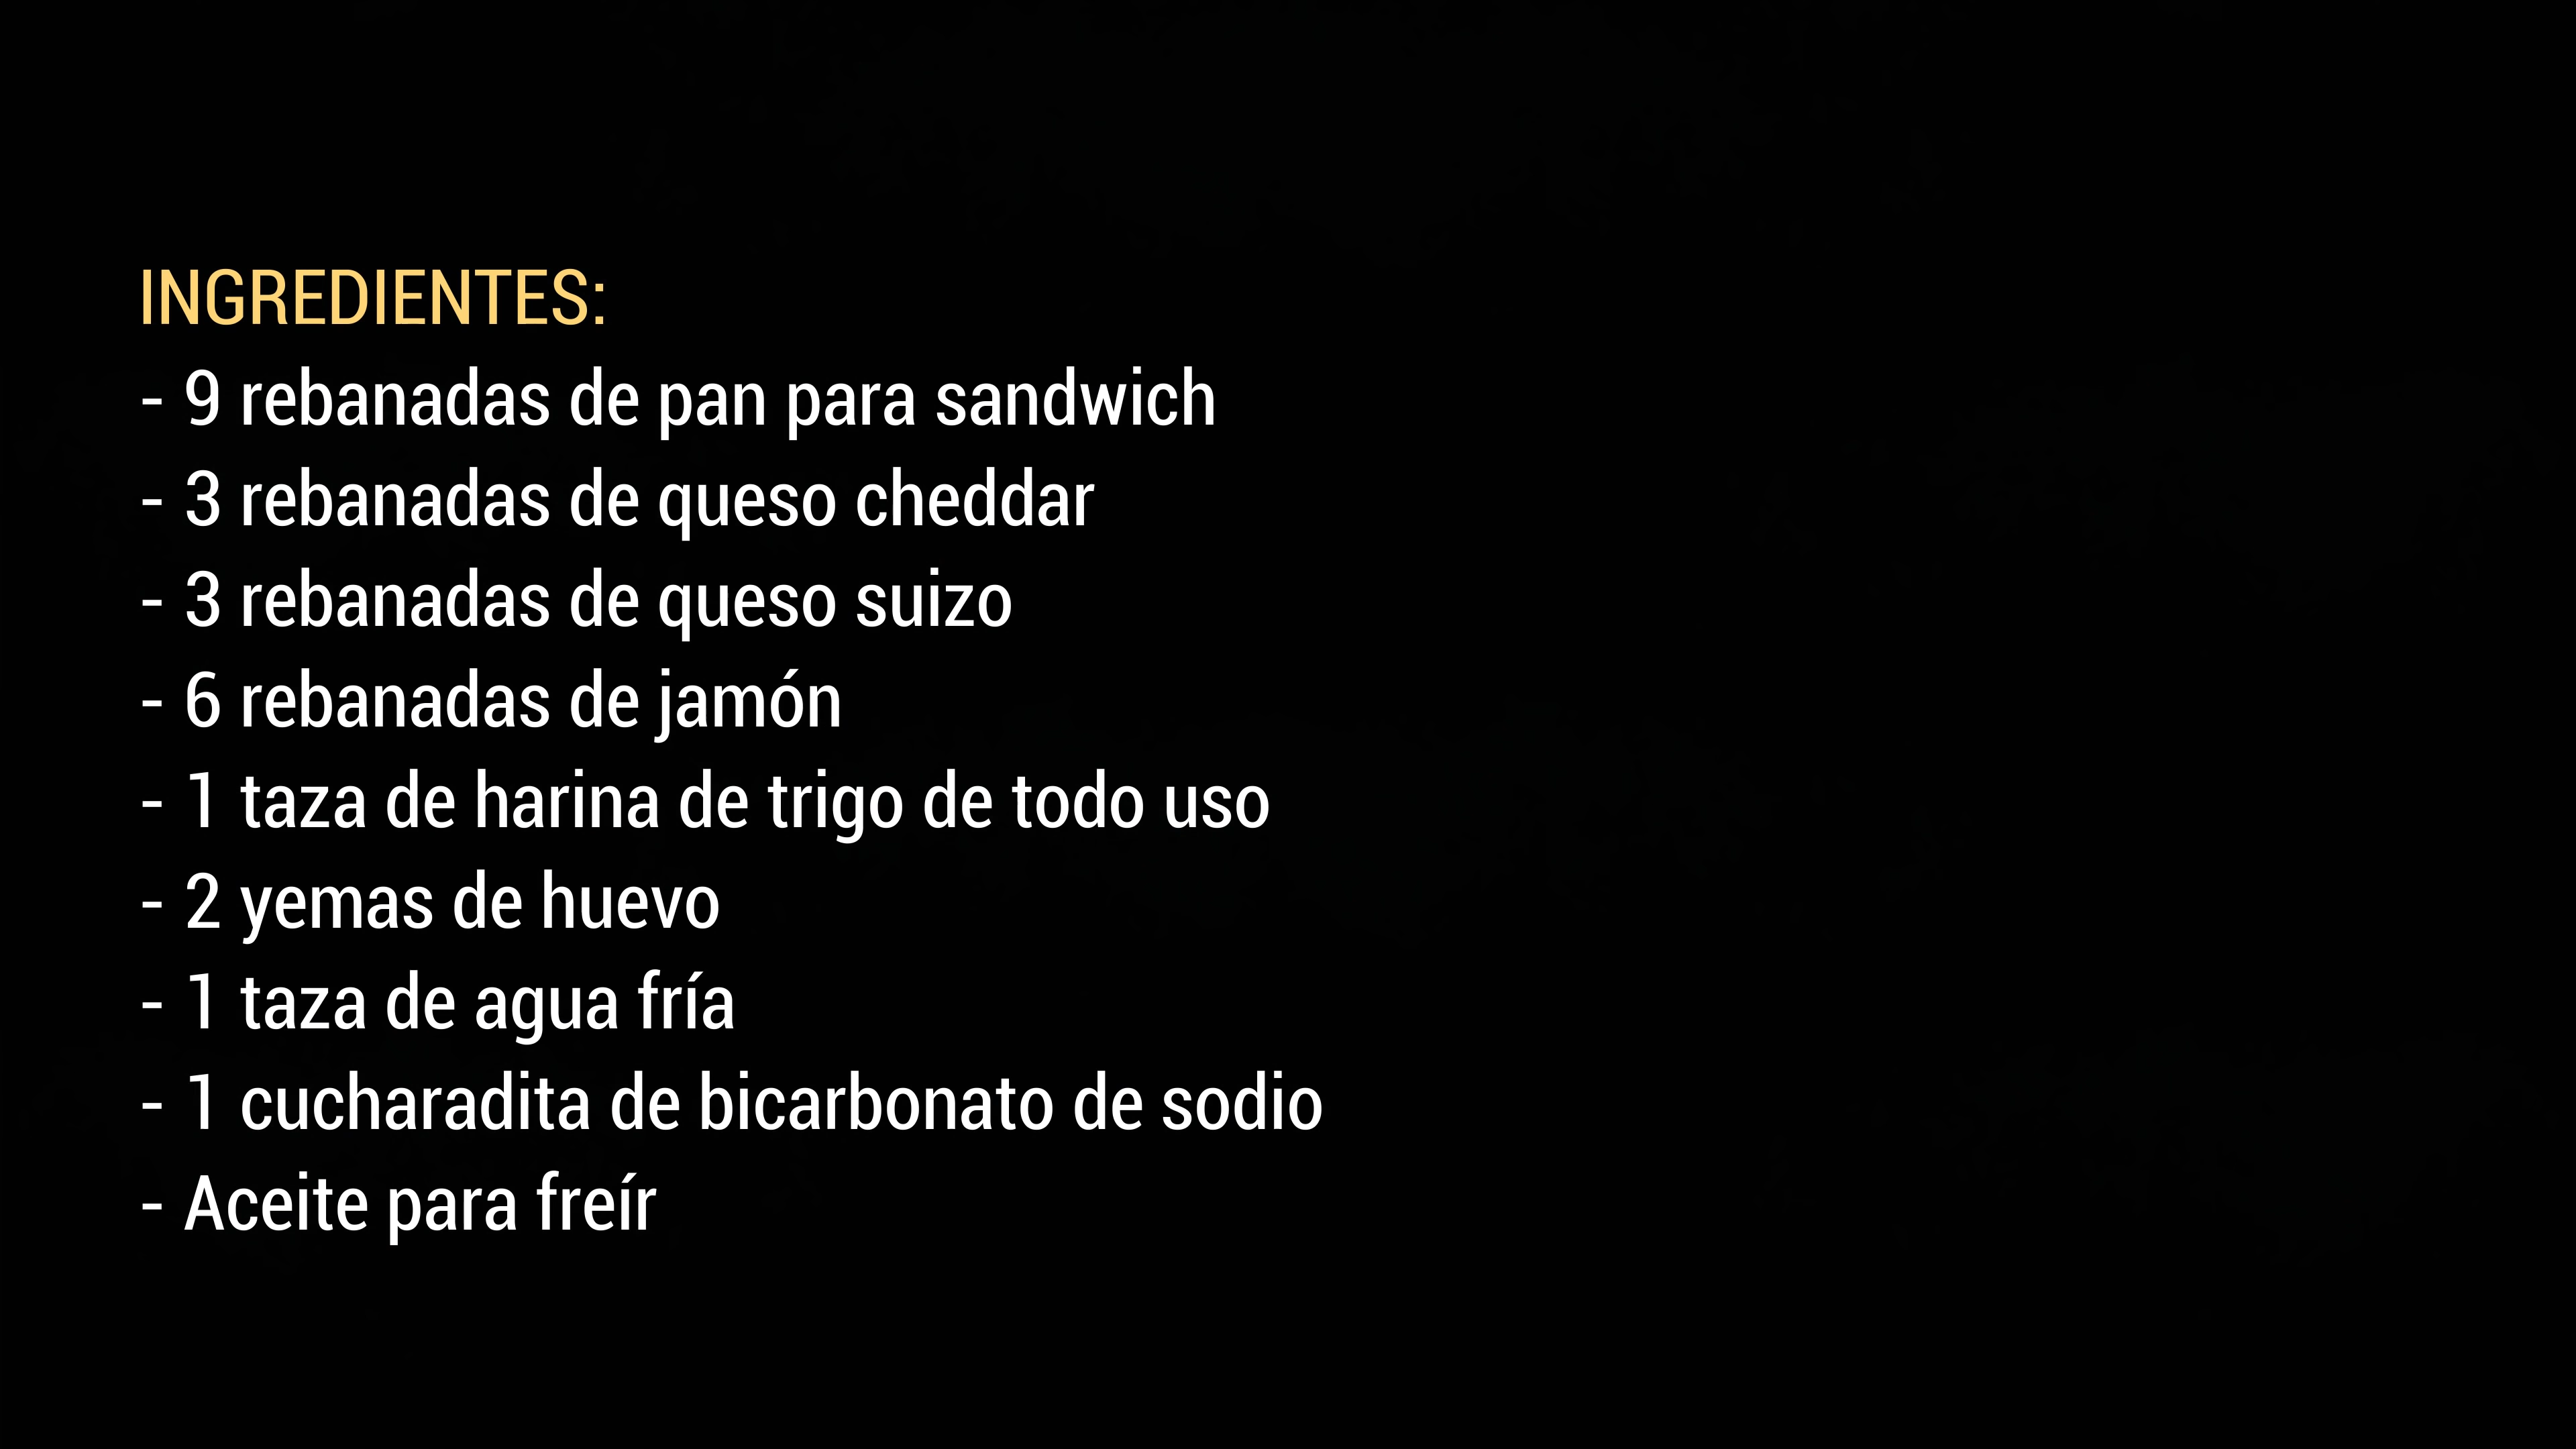 INGREDIENTES:
- 9 rebanadas de pan para sandwich
- 3 rebanadas de queso cheddar
- 3 rebanadas de queso suizo
- 6 rebanadas de jamón
- 1 taza de harina de trigo de todo uso
- 2 yemas de huevo
- 1 taza de agua fría
- 1 cucharadita de bicarbonato de sodio
- Aceite para freír